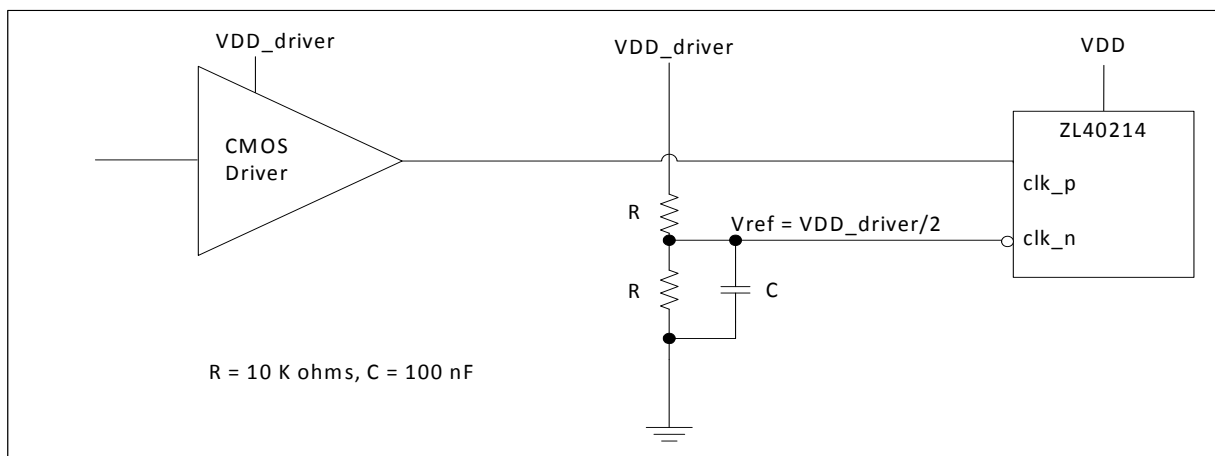 VDD_driver
VDD_driver
VDD
ZL40214
CMOS
Driver
clk_p
R
Vref = VDD_driver/2
clk_n
R
C
R = 10 K ohms, C = 100 nF